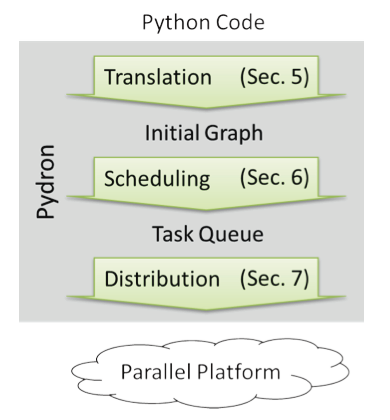 Python Code
Translation (Sec. 5)
Initial Graph
Pydron
Scheduling (Sec. 6)
Task Queue
Distribution (Sec. 7)
Parallel Platform